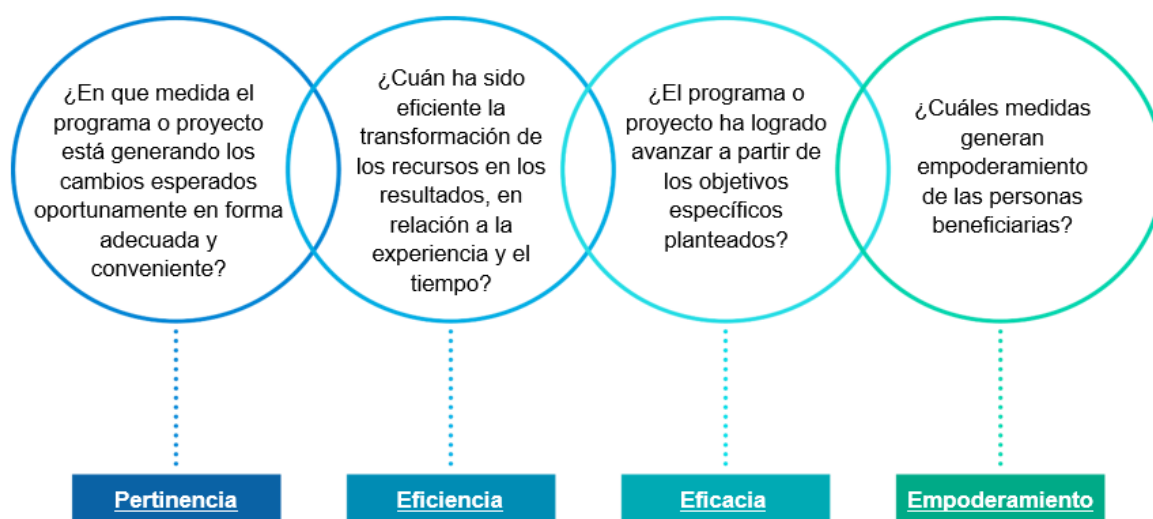 ¿En que medida el
programa o proyecto
está generando los
cambios esperados
oportunamente en forma
adecuada y
conveniente?
¿Cuán ha sido
eficiente la
transformación de
los recursos en los
resultados, en
relación a la
experiencia y el
tiempo?
¿El programa o
proyecto ha logrado
avanzar a partir de
los objetivos
específicos
planteados?
¿Cuáles medidas
generan
empoderamiento
de las personas
beneficiarias?
Pertinencia
Eficiencia
Eficacia
Empoderamiento